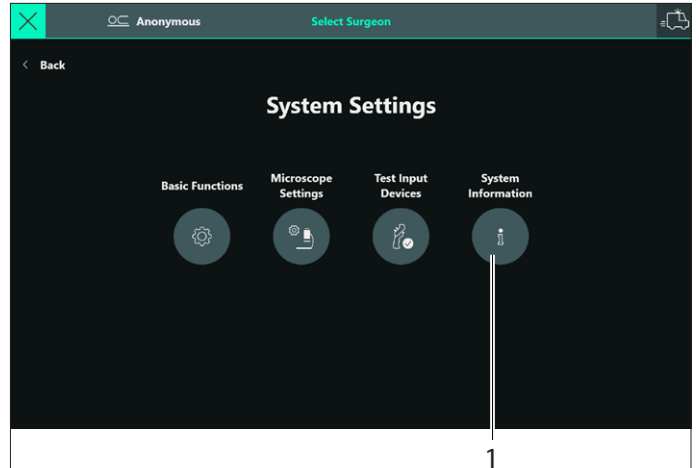 Anonymous
Select Surgeon
Back
System Settings
Basic Functions
Microscope
Settings
Test Input
Devices
System
Information
1